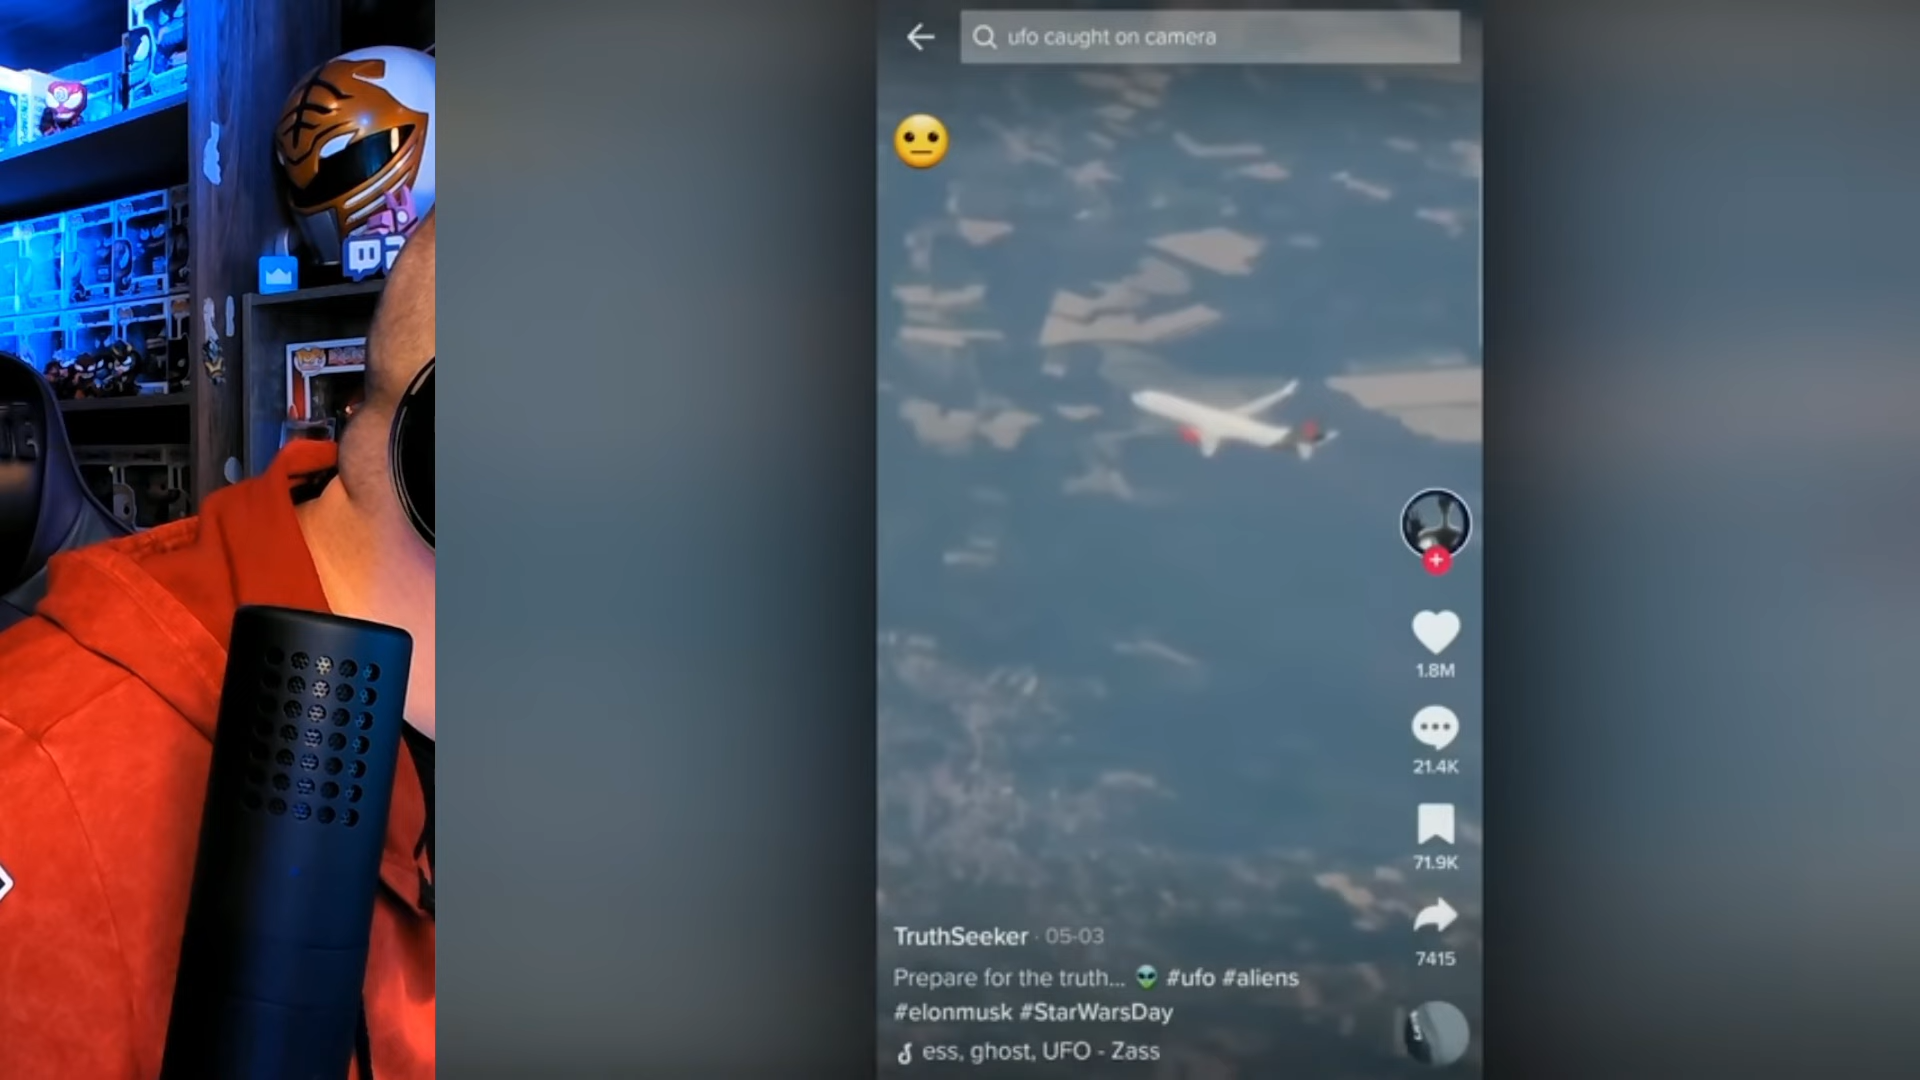 ufo caught on camera
1.8M
21.4K
71.9K
7415
TruthSeeker · 05-03
Prepare for the truth... 👽 #ufo #aliens
#elonmusk #StarWarsDay
ess, ghost, UFO - Zass